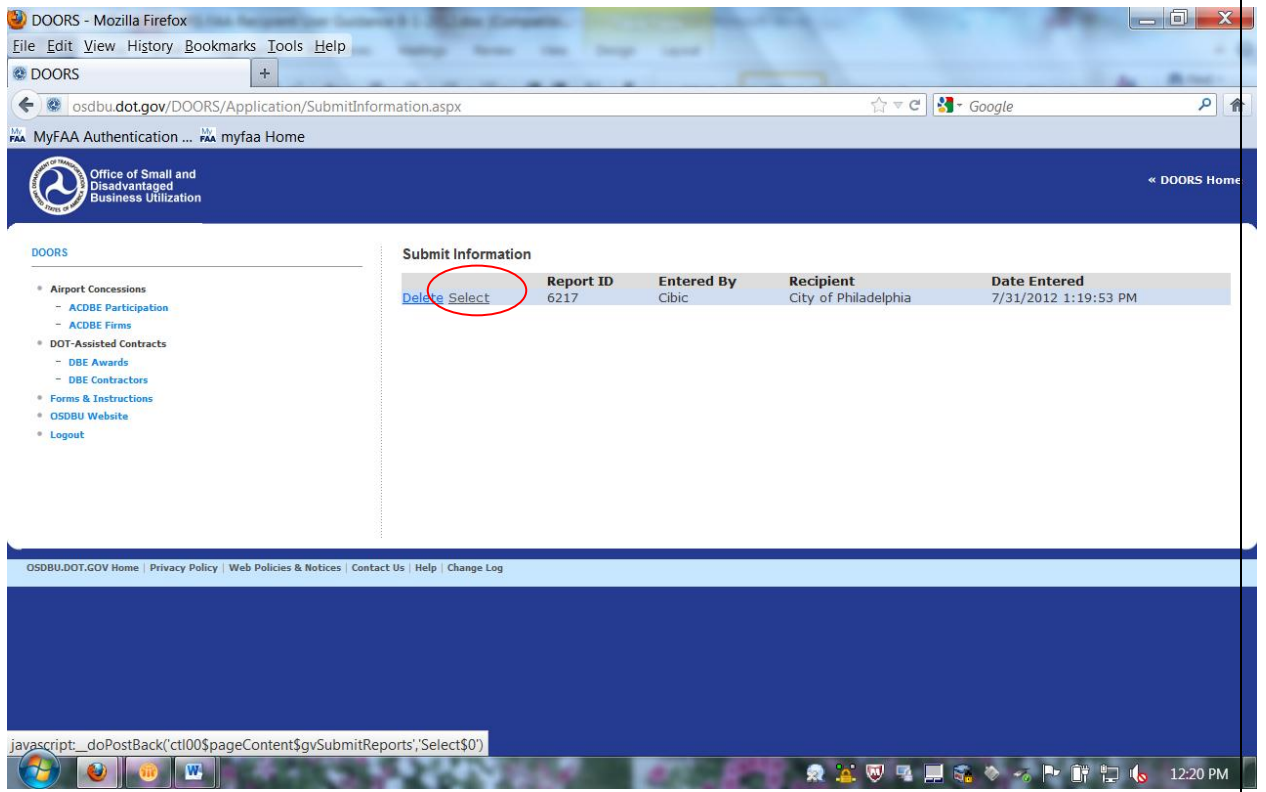 DOORS - Mozilla Firefox
File Edit View History Bookmarks Tools Help
DOORS +
osdbu.dot.gov/DOORS/Application/SubmitInformation.aspx Google
My FAA MyFAA Authentication ... My FAA myfaa Home
Office of Small and
Disadvantaged
Business Utilization
« DOORS Home
DOORS
Airport Concessions
- ACDBE Participation
- ACDBE Firms
DOT-Assisted Contracts
- DBE Awards
- DBE Contractors
Forms & Instructions
OSDBU Website
Logout
Submit Information
Report ID Entered By Recipient Date Entered
Delete Select 6217 Cibic City of Philadelphia 7/31/2012 1:19:53 PM
OSDBU.DOT.GOV Home | Privacy Policy | Web Policies & Notices | Contact Us | Help | Change Log
javascript:__doPostBack('ctl00$pageContent$gvSubmitReports','Select$0')
12:20 PM